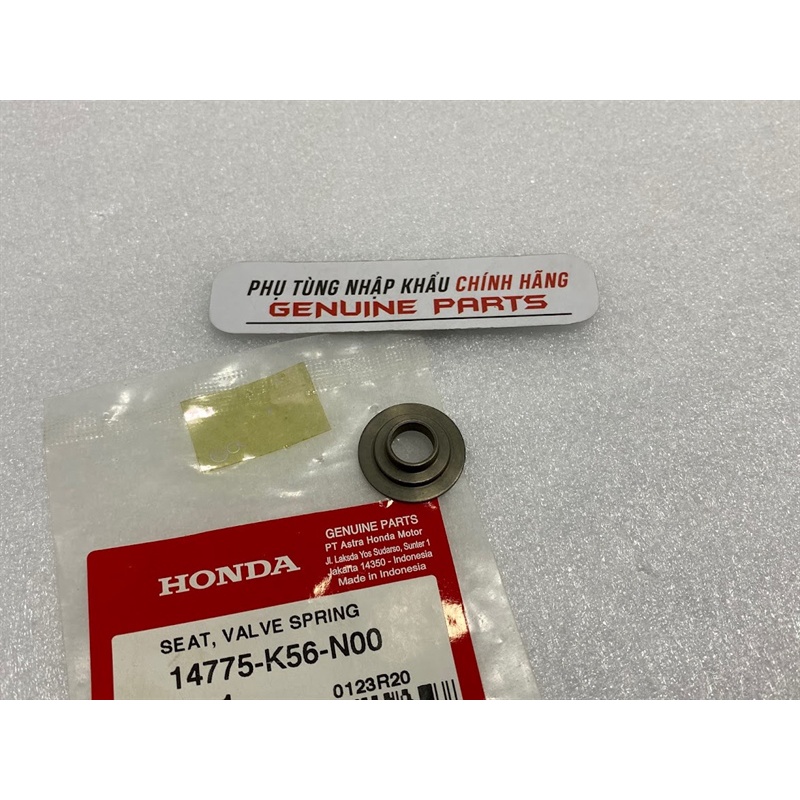 PHỤ TÙNG NHẬP KHẨU CHÍNH HÃNG
GENUINE PARTS
HONDA
GENUINE PARTS
PT Astra Honda Motor
Jl. Laksda Yos Sudarso, Sunter 1
Jakarta 14350 - Indonesia
Made in Indonesia
SEAT, VALVE SPRING
14775-K56-N00
0123R20